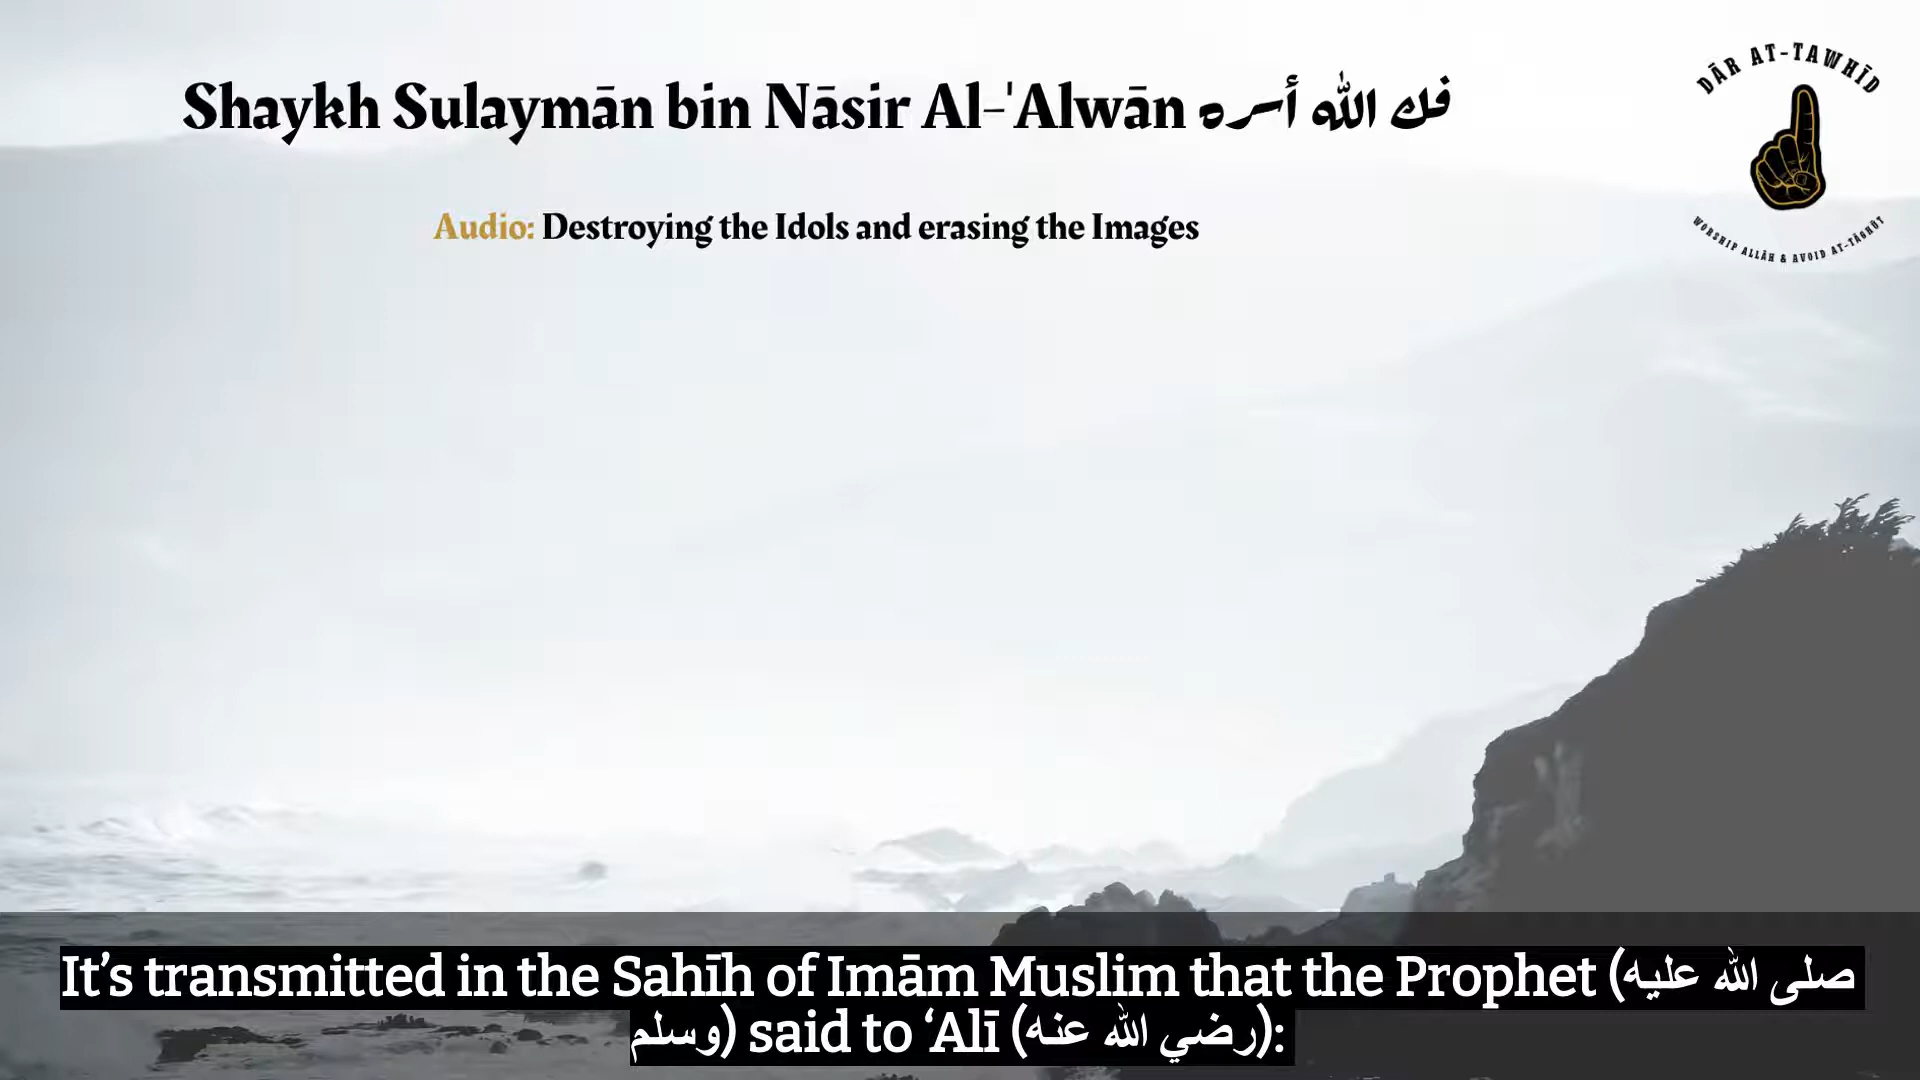 Shaykh Sulaymān bin Nāsir Al-'Alwān فك الله أسره
DĀR AT-TAWHĪD
Audio: Destroying the Idols and erasing the Images
WORSHIP ALLĀH & AVOID AT-TĀGHŪT
It’s transmitted in the Sahīh of Imām Muslim that the Prophet (صلى الله عليه
وسلم) said to ‘Alī (رضي الله عنه):